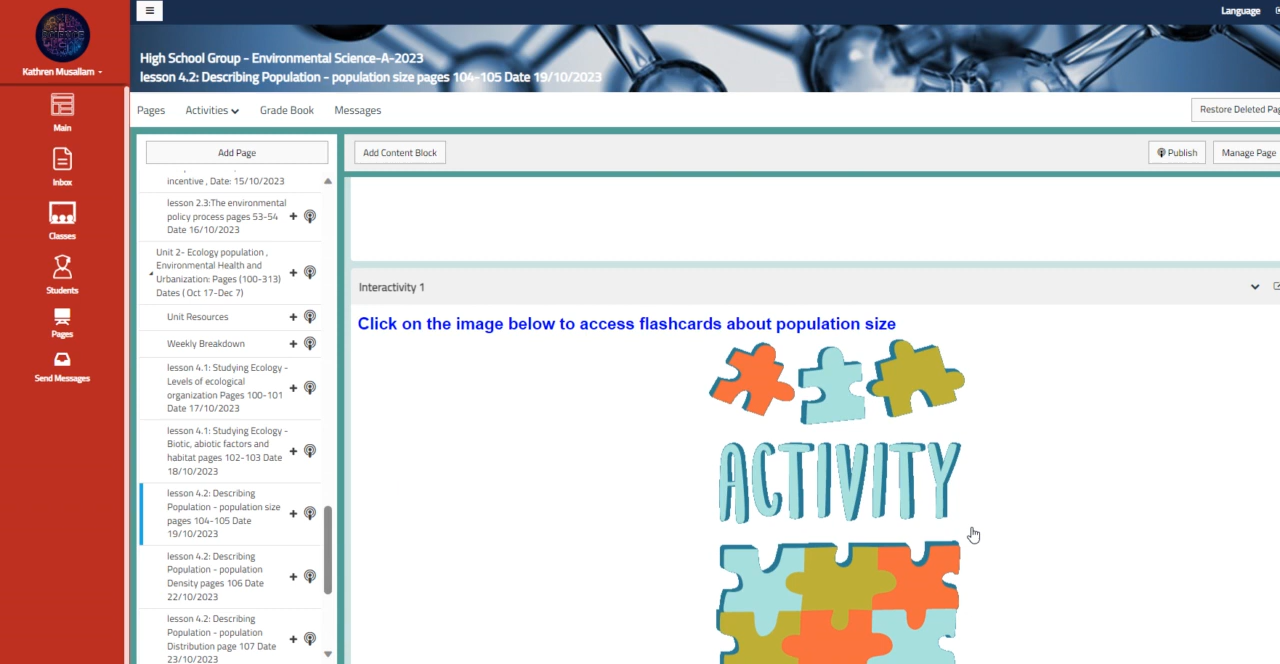 Language
Kathren Musallam
High School Group - Environmental Science-A-2023
lesson 4.2: Describing Population - population size pages 104-105 Date 19/10/2023
Main
Inbox
Classes
Students
Pages
Send Messages
Pages
Activities
Grade Book
Messages
Restore Deleted Pag
Add Page
Add Content Block
Publish
Manage Page
incentive , Date: 15/10/2023
lesson 2.3:The environmental
policy process pages 53-54
Date 16/10/2023
Unit 2- Ecology population ,
Environmental Health and
Urbanization: Pages (100-313)
Dates ( Oct 17-Dec 7)
Unit Resources
Weekly Breakdown
lesson 4.1: Studying Ecology -
Levels of ecological
organization Pages 100-101
Date 17/10/2023
lesson 4.1: Studying Ecology -
Biotic, abiotic factors and
habitat pages 102-103 Date
18/10/2023
lesson 4.2: Describing
Population - population size
pages 104-105 Date
19/10/2023
lesson 4.2: Describing
Population - population
Density pages 106 Date
22/10/2023
lesson 4.2: Describing
Population - population
Distribution page 107 Date
23/10/2023
Interactivity 1
Click on the image below to access flashcards about population size
ACTIVITY